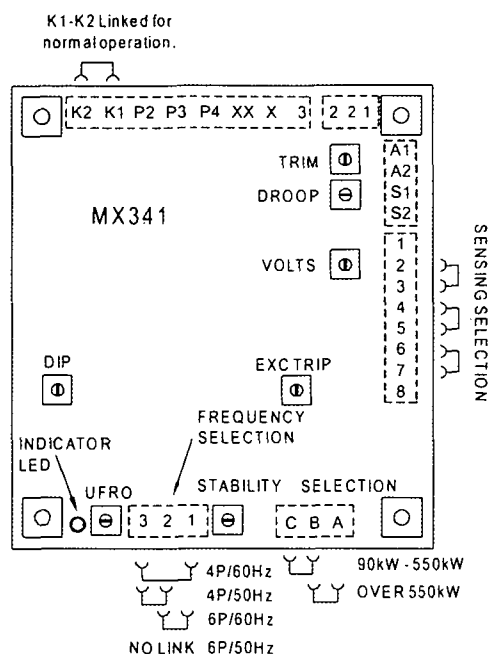 K1-K2 Linked for
normal operation.
K2 K1 P2 P3 P4 XX X 3 2 2 1
TRIM
DROOP
MX341
VOLTS
A1
A2
S1
S2
1
2
3
4
5
6
7
8
SENSING SELECTION
DIP
EXC TRIP
FREQUENCY
SELECTION
INDICATOR
LED
UFRO
STABILITY SELECTION
3 2 1
C B A
4P/60Hz
4P/50Hz
6P/60Hz
NO LINK 6P/50Hz
90kW - 550kW
OVER 550kW